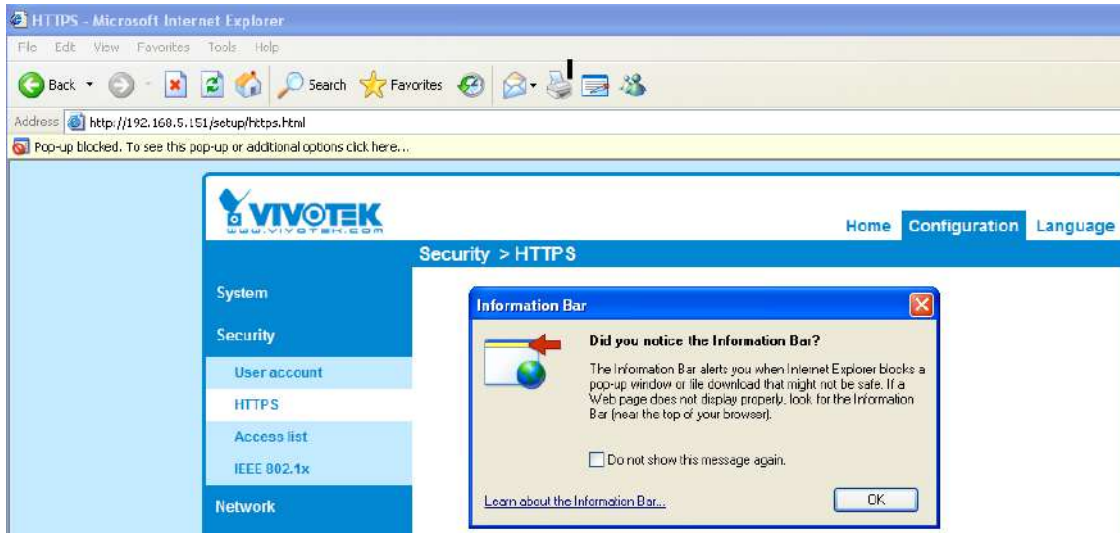 HTTPS - Microsoft Internet Explorer
File Edit View Favorites Tools Help
Back Search Favorites
Address http://192.168.5.151/setup/https.html
Pop-up blocked. To see this pop-up or additional options click here...
VIVOTEK
www.vivotek.com
Home Configuration Language
Security > HTTPS
System
Security
User account
HTTPS
Access list
IEEE 802.1x
Network
Information Bar
Did you notice the Information Bar?
The Information Bar alerts you when Internet Explorer blocks a
pop-up window or file download that might not be safe. If a
Web page does not display properly, look for the Information
Bar (near the top of your browser).
Do not show this message again.
Learn about the Information Bar...
OK